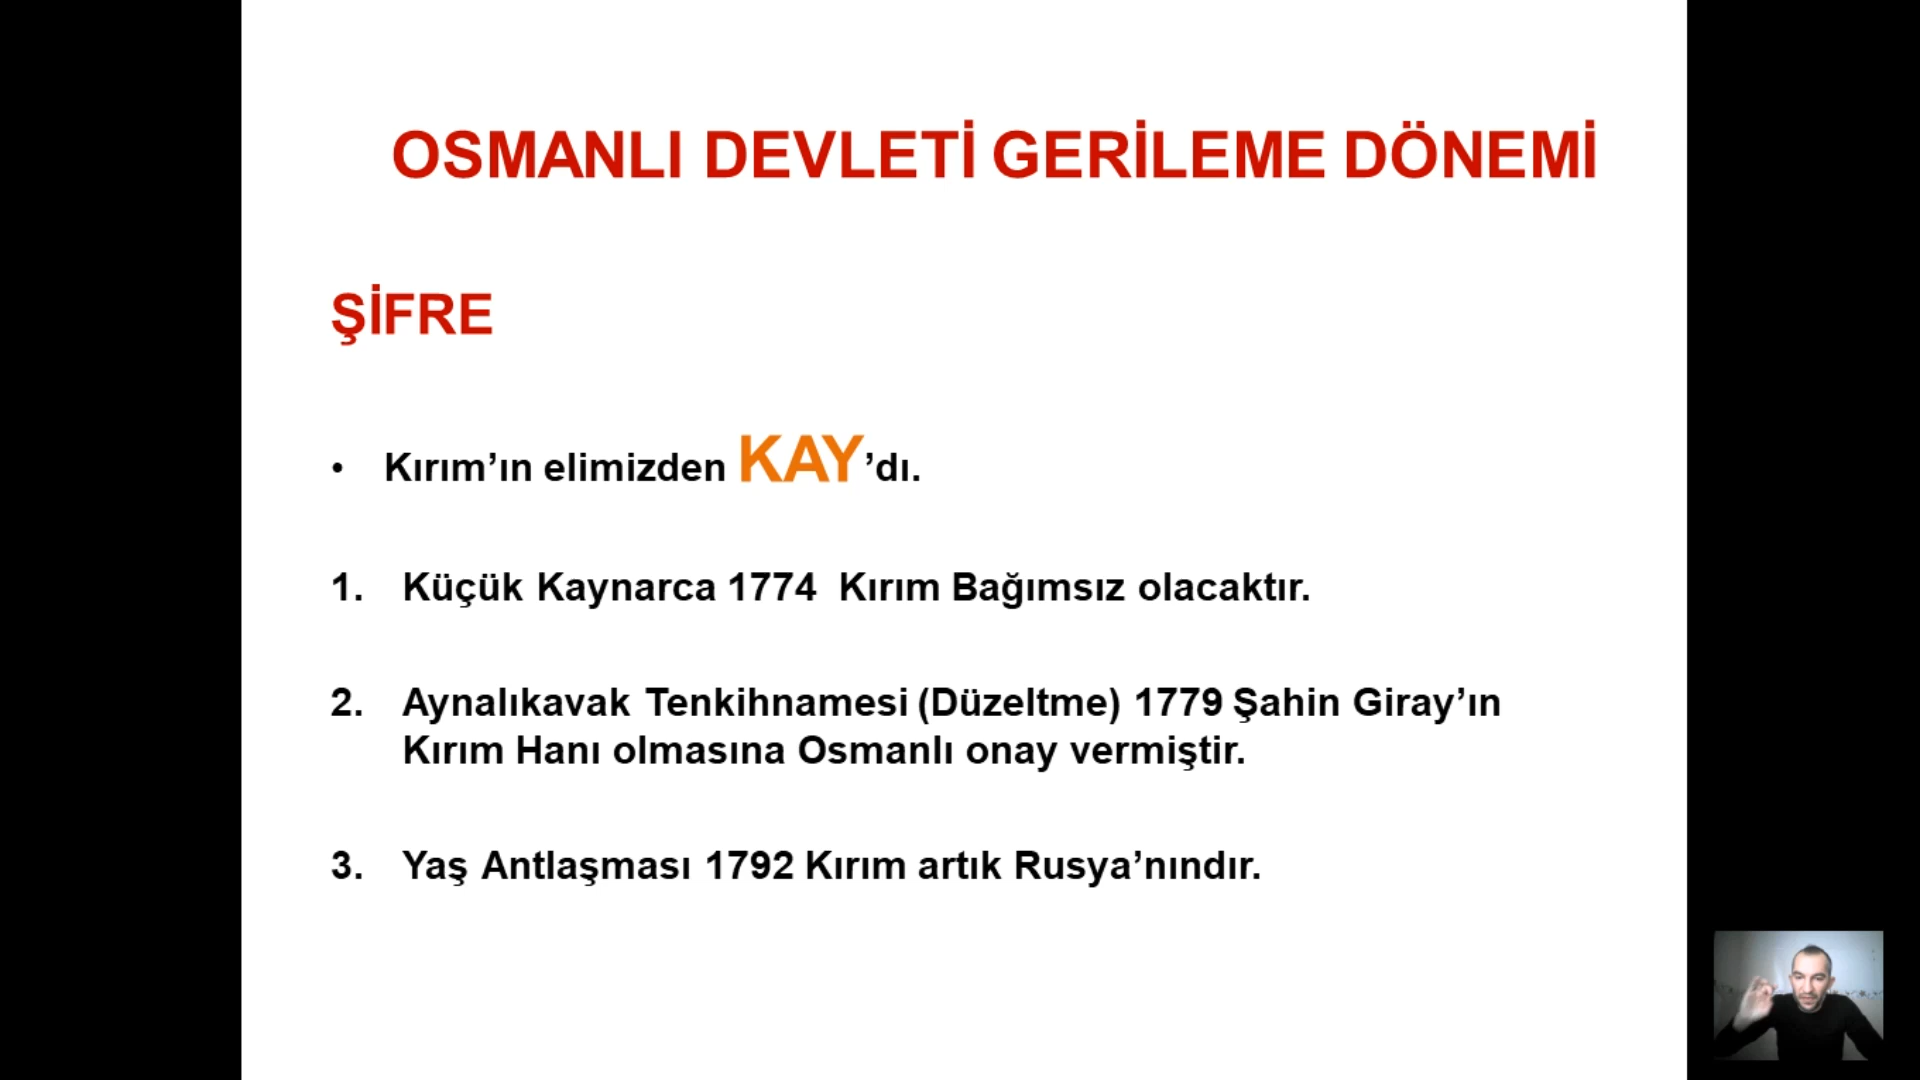 OSMANLI DEVLETİ GERİLEME DÖNEMİ
ŞİFRE
• Kırım’ın elimizden KAY’dı.
1. Küçük Kaynarca 1774 Kırım Bağımsız olacaktır.
2. Aynalıkavak Tenkihnamesi (Düzeltme) 1779 Şahin Giray’ın
Kırım Hanı olmasına Osmanlı onay vermiştir.
3. Yaş Antlaşması 1792 Kırım artık Rusya’nındır.